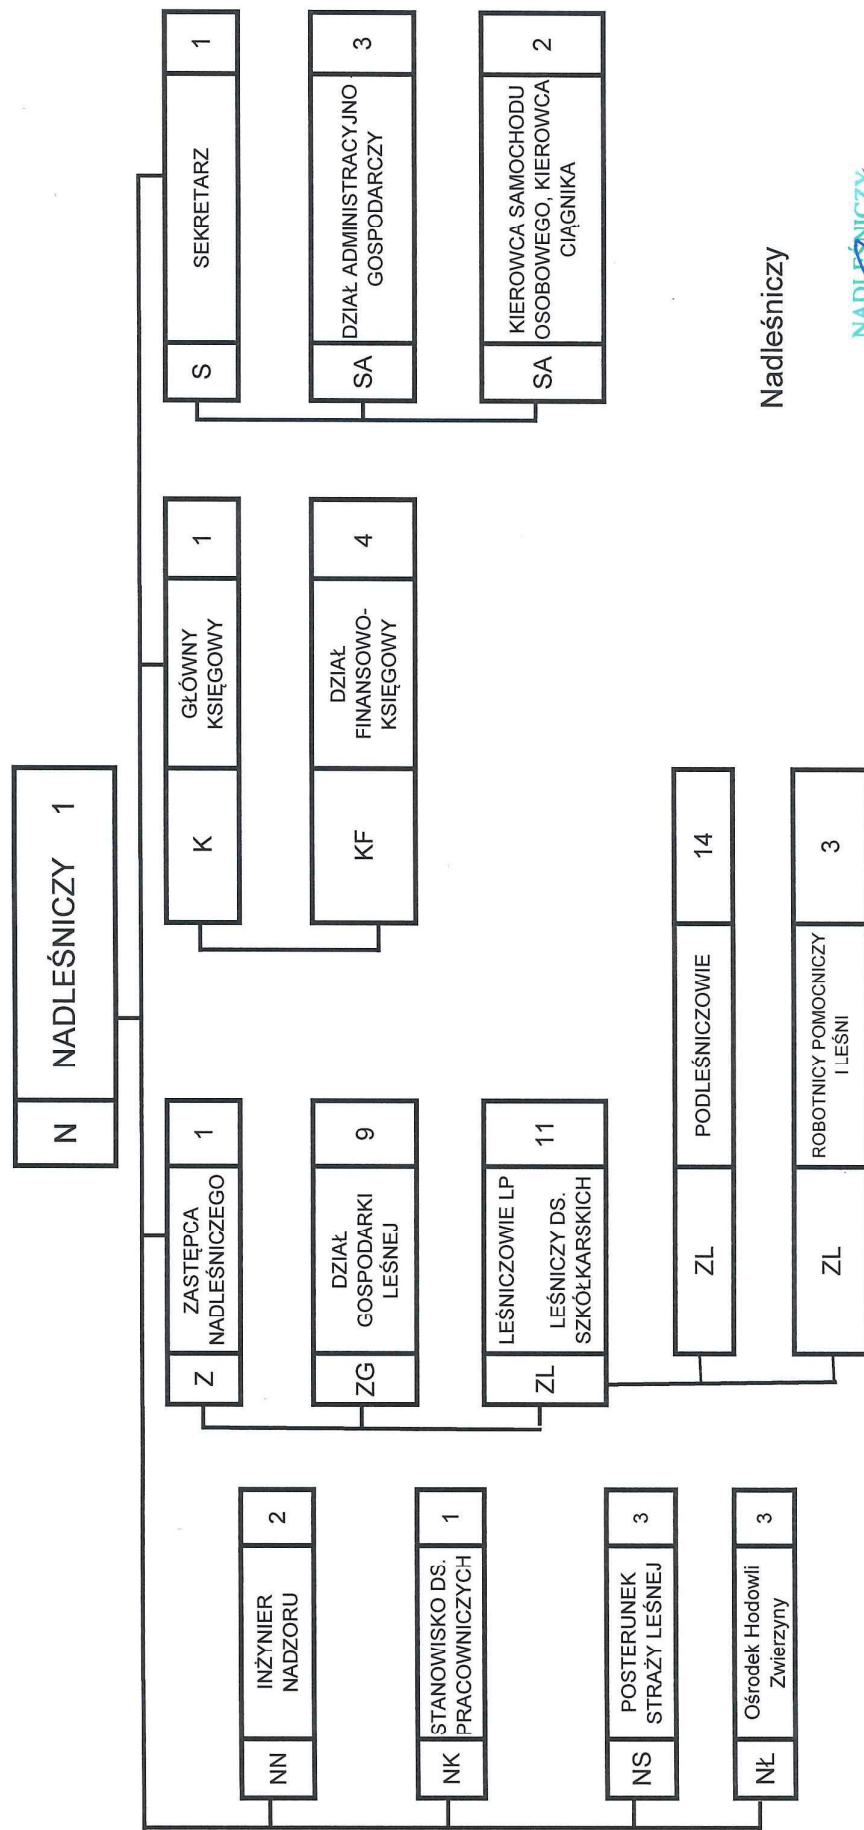 N
NADLEŚNICZY 1
NN
INŻYNIER
NADZORU
2
NK
STANOWISKO DS.
PRACOWNICZYCH
1
NS
POSTERUNEK
STRAŻY LEŚNEJ
3
NŁ
Ośrodek Hodowli
Zwierzyny
3
Z
ZASTĘPCA
NADLEŚNICZEGO
1
ZG
DZIAŁ
GOSPODARKI
LEŚNEJ
9
ZL
LEŚNICZOWIE LP
LEŚNICZY DS.
SZKÓŁKARSKICH
11
ZL
PODLEŚNICZOWIE
14
ZL
ROBOTNICY POMOCNICZY
I LEŚNI
3
K
GŁÓWNY
KSIĘGOWY
1
KF
DZIAŁ
FINANSOWO-
KSIĘGOWY
4
S
SEKRETARZ
1
SA
DZIAŁ ADMINISTRACYJNO -
GOSPODARCZY
3
SA
KIEROWCA SAMOCHODU
OSOBOWEGO, KIEROWCA
CIĄGNIKA
2
Nadleśniczy
NADLEŚNICZY